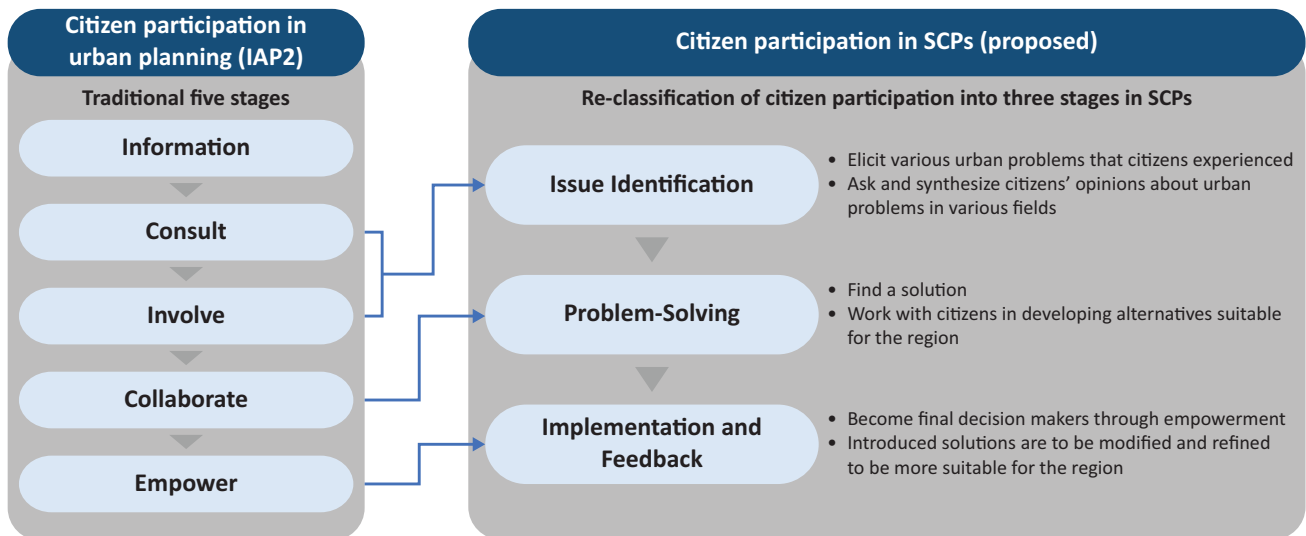 Citizen participation in
urban planning (IAP2)
Traditional five stages
Information
Consult
Involve
Collaborate
Empower
Citizen participation in SCPs (proposed)
Re-classification of citizen participation into three stages in SCPs
Issue Identification
• Elicit various urban problems that citizens experienced
• Ask and synthesize citizens’ opinions about urban
problems in various fields
Problem-Solving
• Find a solution
• Work with citizens in developing alternatives suitable
for the region
Implementation and
Feedback
• Become final decision makers through empowerment
• Introduced solutions are to be modified and refined
to be more suitable for the region